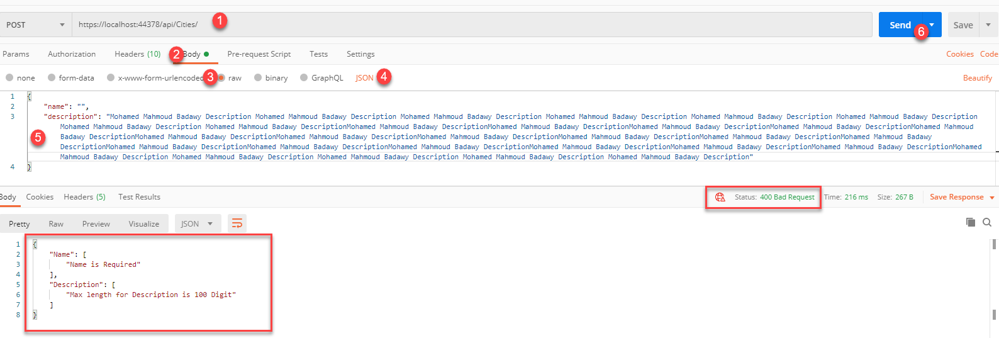 POST https://localhost:44378/api/Cities/ 1 Send 6 Save
Params Authorization Headers (10) 2 Body Pre-request Script Tests Settings Cookies Code
none form-data x-www-form-urlencoded 3 raw binary GraphQL JSON 4 Beautify
1 {
2 "name": "",
3 "description": "Mohamed Mahmoud Badawy Description Mohamed Mahmoud Badawy Description Mohamed Mahmoud Badawy Description Mohamed Mahmoud Badawy Description Mohamed Mahmoud Badawy Description Mohamed Mahmoud Badawy Description
Mohamed Mahmoud Badawy Description Mohamed Mahmoud Badawy DescriptionMohamed Mahmoud Badawy DescriptionMohamed Mahmoud Badawy DescriptionMohamed Mahmoud Badawy DescriptionMohamed Mahmoud
5 Badawy DescriptionMohamed Mahmoud Badawy DescriptionMohamed Mahmoud Badawy DescriptionMohamed Mahmoud Badawy DescriptionMohamed Mahmoud Badawy DescriptionMohamed Mahmoud Badawy
DescriptionMohamed Mahmoud Badawy DescriptionMohamed Mahmoud Badawy DescriptionMohamed Mahmoud Badawy DescriptionMohamed Mahmoud Badawy DescriptionMohamed Mahmoud Badawy DescriptionMohamed
Mahmoud Badawy Description Mohamed Mahmoud Badawy Description Mohamed Mahmoud Badawy Description Mohamed Mahmoud Badawy Description Mohamed Mahmoud Badawy Description"
4 }
Body Cookies Headers (5) Test Results Status: 400 Bad Request Time: 216 ms Size: 267 B Save Response
Pretty Raw Preview Visualize JSON
1 {
2 "Name": [
3 "Name is Required"
4 ],
5 "Description": [
6 "Max length for Description is 100 Digit"
7 ]
8 }